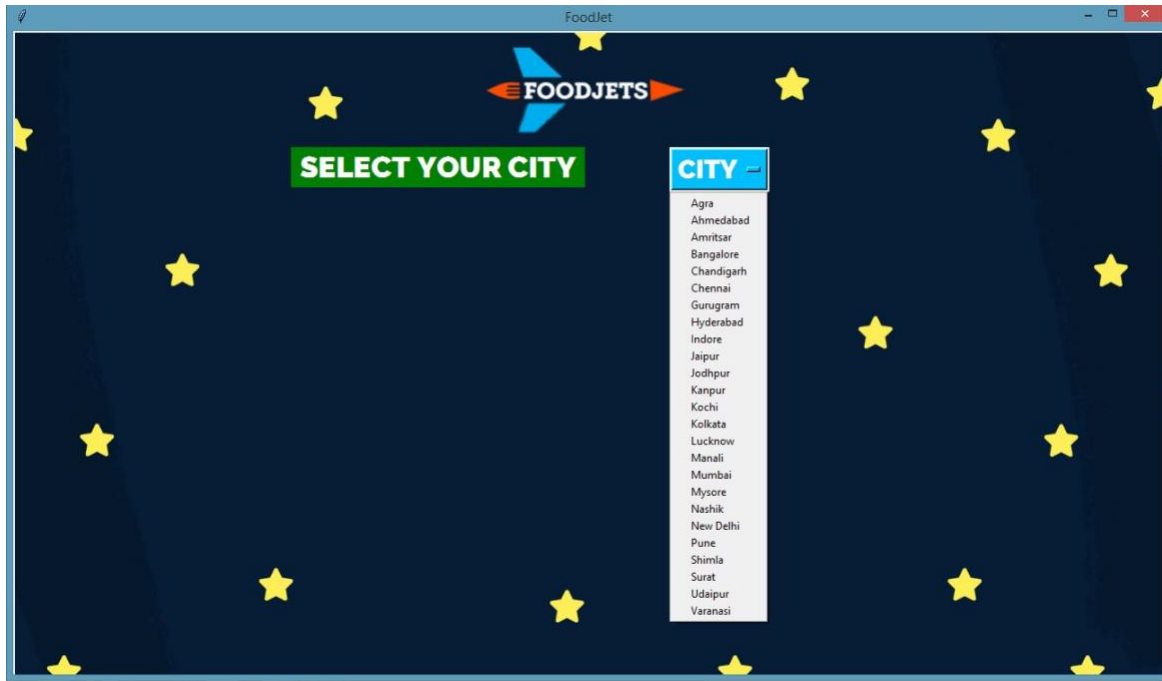 FoodJet
FOODJETS
SELECT YOUR CITY
CITY
Agra
Ahmedabad
Amritsar
Bangalore
Chandigarh
Chennai
Gurugram
Hyderabad
Indore
Jaipur
Jodhpur
Kanpur
Kochi
Kolkata
Lucknow
Manali
Mumbai
Mysore
Nashik
New Delhi
Pune
Shimla
Surat
Udaipur
Varanasi